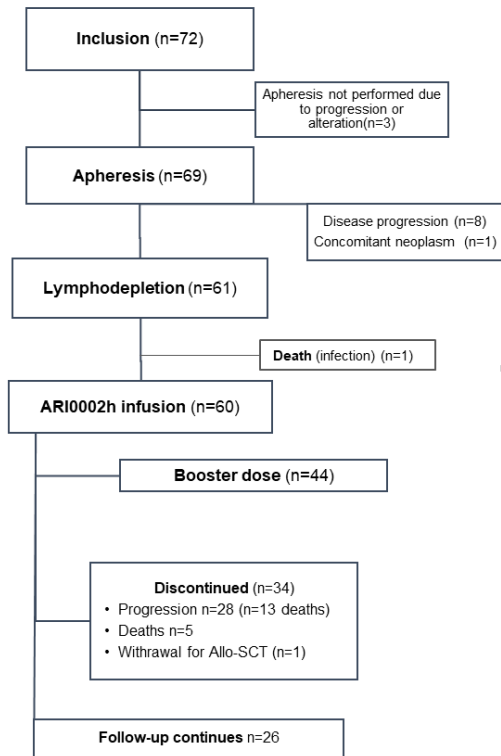 Inclusion (n=72)
Apheresis not performed due
to progression or
alteration(n=3)
Apheresis (n=69)
Disease progression (n=8)
Concomitant neoplasm (n=1)
Lymphodepletion (n=61)
Death (infection) (n=1)
ARI0002h infusion (n=60)
Booster dose (n=44)
Discontinued (n=34)
• Progression n=28 (n=13 deaths)
• Deaths n=5
• Withrawal for Allo-SCT (n=1)
Follow-up continues n=26